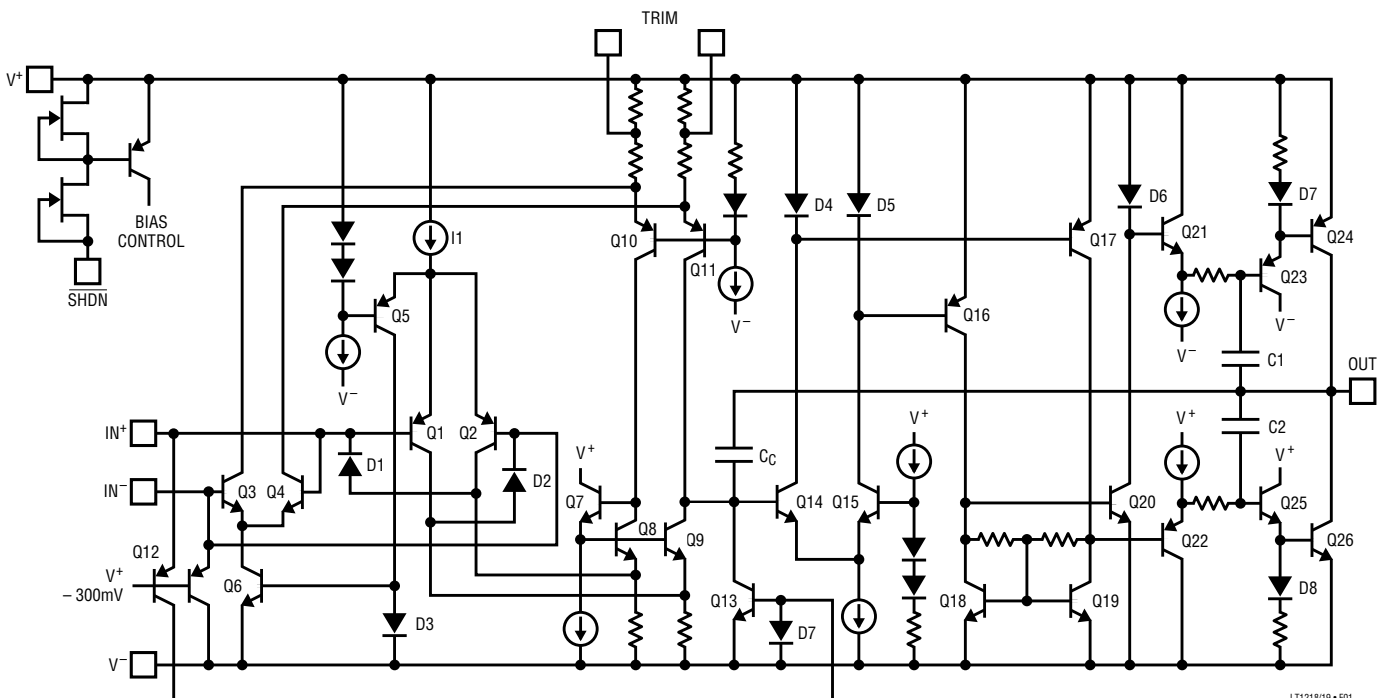 TRIM
V+
BIAS
CONTROL
SHDN
I1
Q10
Q11
D4
D5
D6
D7
Q17
Q21
Q24
Q23
Q5
V−
V−
Q16
V−
V−
C1
OUT
IN+
Q1
Q2
V+
V+
C2
V+
D1
D2
CC
IN−
Q3
Q4
Q7
Q8
Q9
Q14
Q15
Q20
Q25
Q22
Q26
Q12
V+
– 300mV
Q6
D3
Q13
D7
Q18
Q19
D8
V−
LT1218/19 • F01